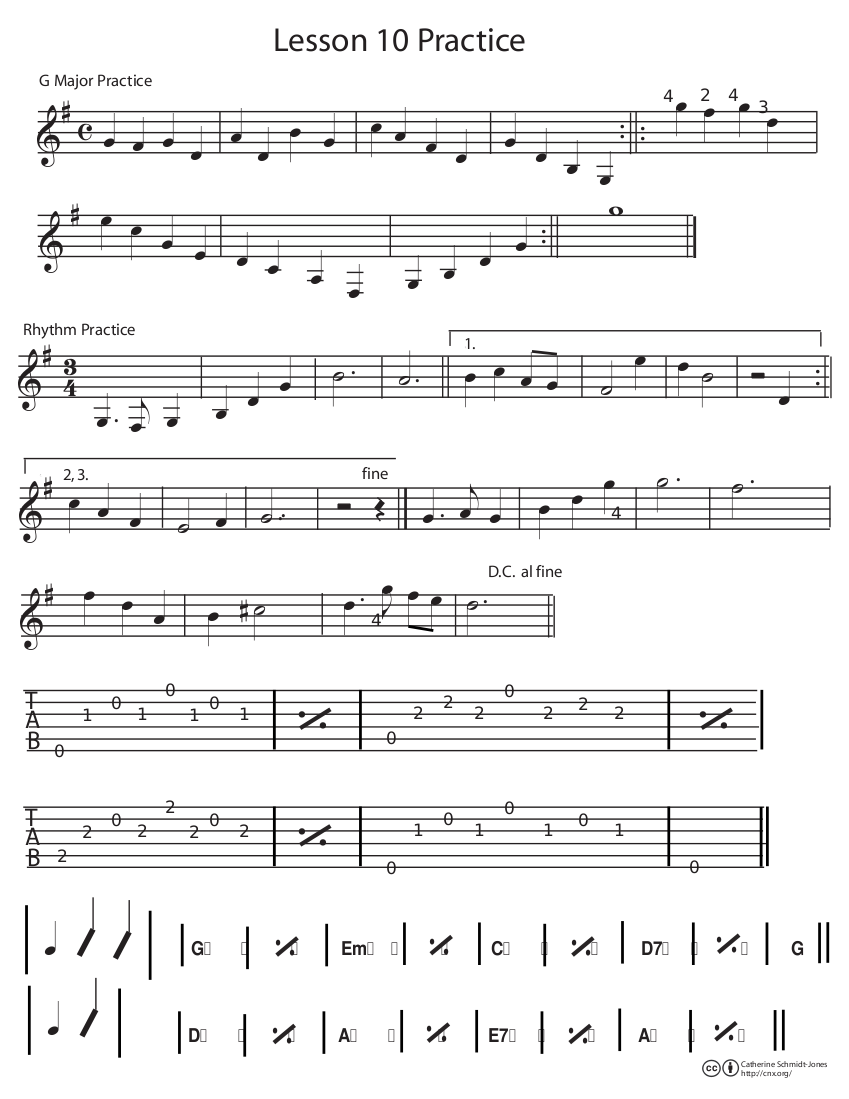 Lesson 10 Practice
G Major Practice
4 2 4 3
Rhythm Practice
1.
3
4
2, 3.
fine
4
D.C. al fine
4
T
A
B
0 1 0 1 0 1 0 1
0 2 2 2 0 2 2 2
T
A
B
2 2 0 2 2 2 0 2
0 1 0 1 0 1 0 1
0
G Em C D7 G
D A E7 A
cc Catherine Schmidt-Jones
http://cnx.org/